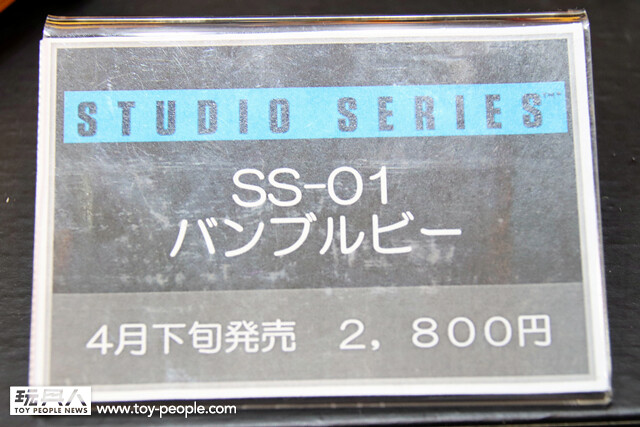 STUDIO SERIES™
SS-01
バンブルビー
4月下旬発売 2,800円
玩具人
TOY PEOPLE NEWS www.toy-people.com